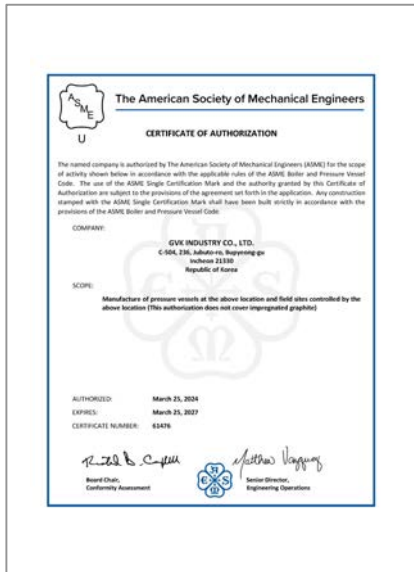 A S M E
The American Society of Mechanical Engineers
U
CERTIFICATE OF AUTHORIZATION
The named company is authorized by The American Society of Mechanical Engineers (ASME) for the scope
of activity shown below in accordance with the applicable rules of the ASME Boiler and Pressure Vessel
Code. The use of the ASME Single Certification Mark and the authority granted by this Certificate of
Authorization are subject to the provisions of the agreement set forth in the application. Any construction
stamped with the ASME Single Certification Mark shall have been built strictly in accordance with the
provisions of the ASME Boiler and Pressure Vessel Code.
COMPANY:
GVK INDUSTRY CO., LTD.
C-504, 236, Jubuto-ro, Bupyeong-gu
Incheon 21330
Republic of Korea
SCOPE:
Manufacture of pressure vessels at the above location and field sites controlled by the
above location (This authorization does not cover impregnated graphite)
AUTHORIZED: March 25, 2024
EXPIRES: March 25, 2027
CERTIFICATE NUMBER: 61476
Board Chair,
Conformity Assessment
Senior Director,
Engineering Operations